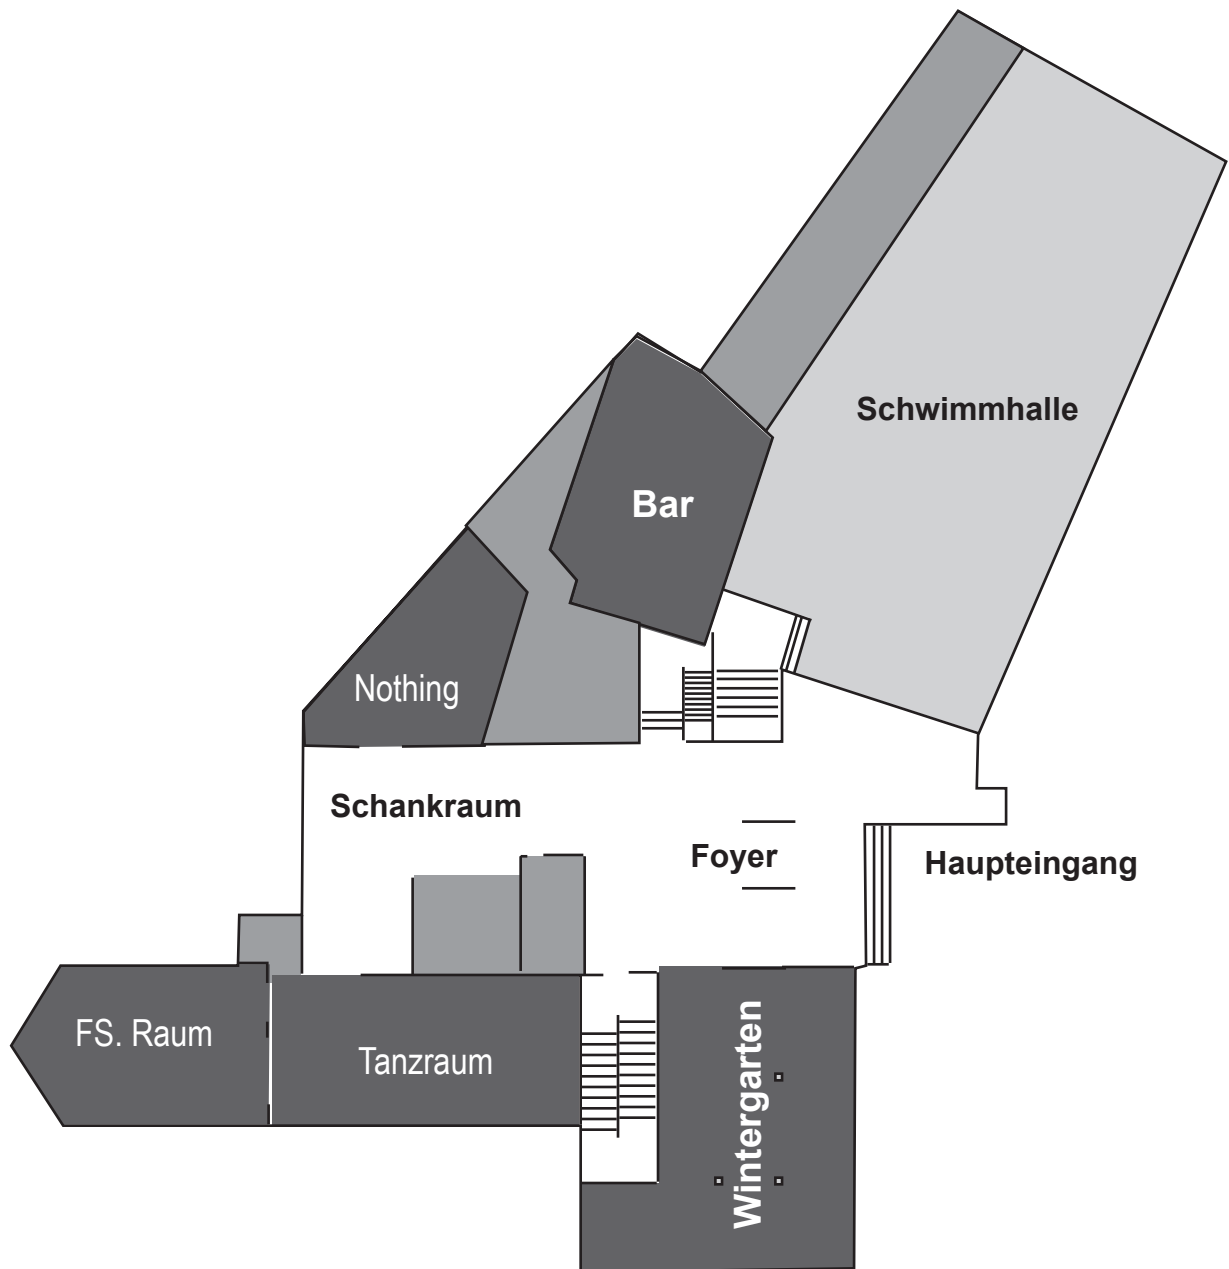 Schwimmhalle
Bar
Nothing
Schankraum
Foyer
Haupteingang
FS. Raum
Tanzraum
Wintergarten